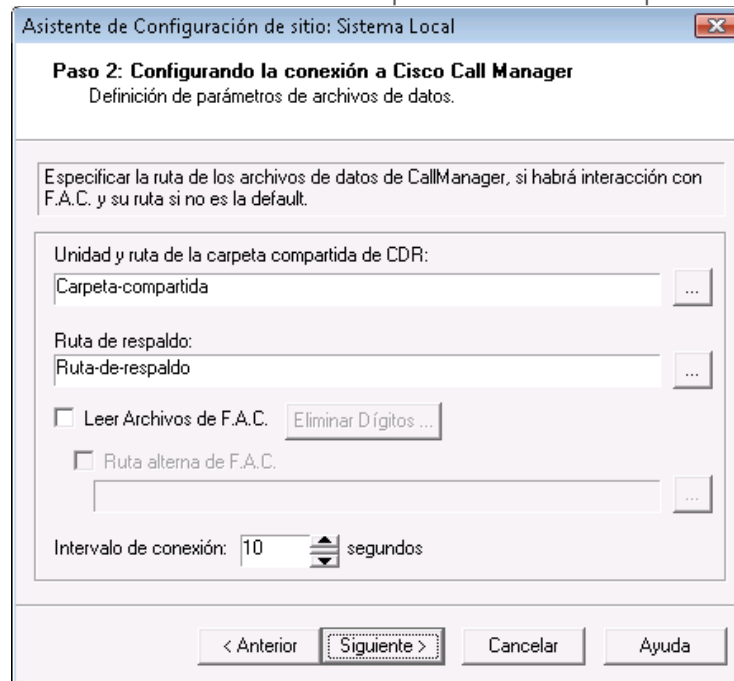 Asistente de Configuración de sitio: Sistema Local
Paso 2: Configurando la conexión a Cisco Call Manager
Definición de parámetros de archivos de datos.
Especificar la ruta de los archivos de datos de CallManager, si habrá interacción con
F.A.C. y su ruta si no es la default.
Unidad y ruta de la carpeta compartida de CDR:
Carpeta-compartida
...
Ruta de respaldo:
Ruta-de-respaldo
...
Leer Archivos de F.A.C. Eliminar Dígitos ...
Ruta alterna de F.A.C.
...
Intervalo de conexión: 10 segundos
< Anterior Siguiente > Cancelar Ayuda